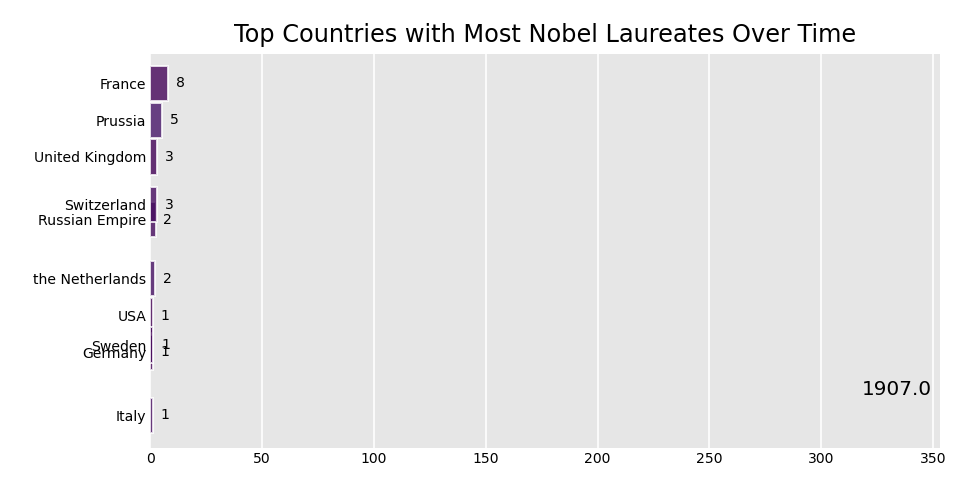 Top Countries with Most Nobel Laureates Over Time
France 8
Prussia 5
United Kingdom 3
Switzerland 3
Russian Empire 2
the Netherlands 2
USA 1
Sweden 1
Germany 1
1907.0
Italy 1
0 50 100 150 200 250 300 350